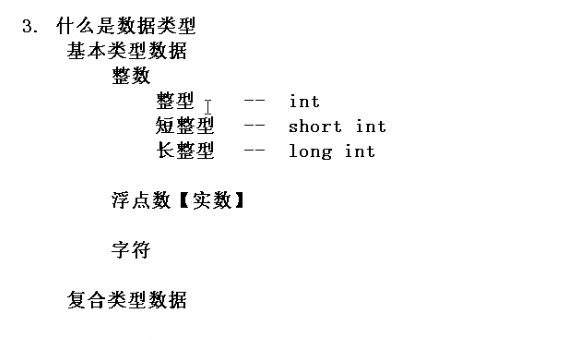 3. 什么是数据类型
基本类型数据
整数
整型 -- int
短整型 -- short int
长整型 -- long int
浮点数【实数】
字符
复合类型数据